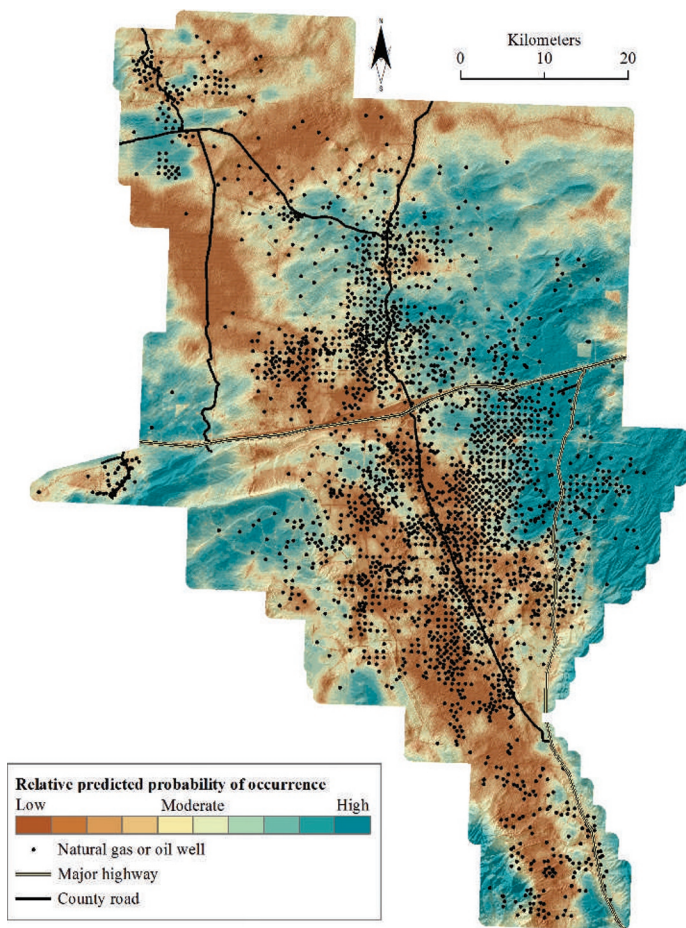 N
Kilometers
0 10 20
Relative predicted probability of occurrence
Low Moderate High
Natural gas or oil well
Major highway
County road